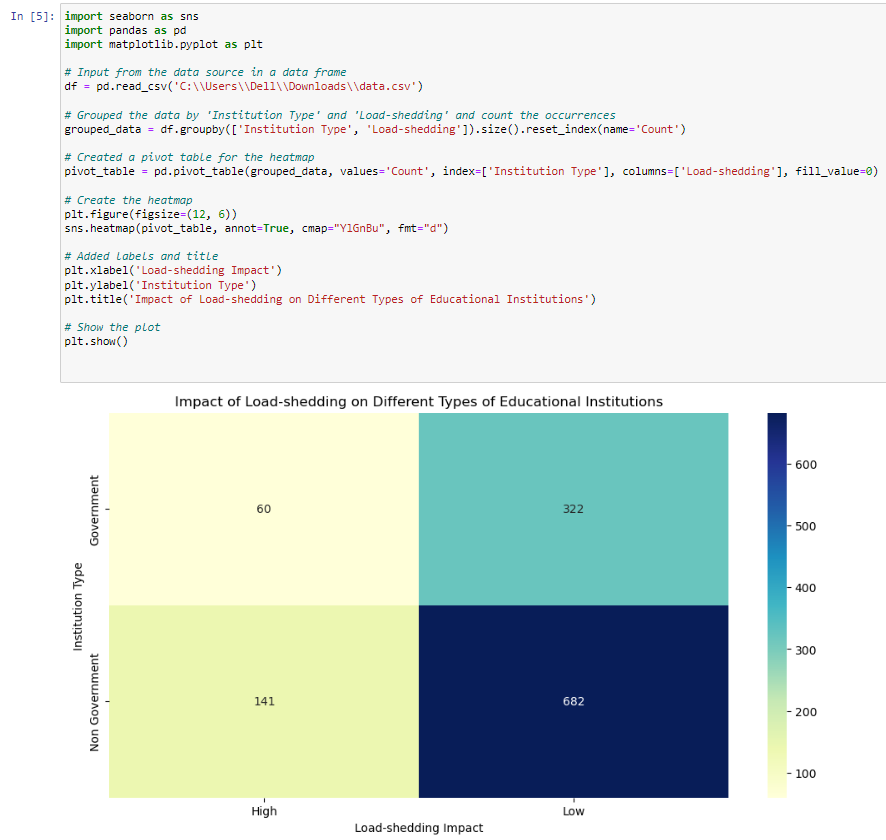 In [5]:
import seaborn as sns
import pandas as pd
import matplotlib.pyplot as plt
# Input from the data source in a data frame
df = pd.read_csv('C:\\Users\\Dell\\Downloads\\data.csv')
# Grouped the data by 'Institution Type' and 'Load-shedding' and count the occurrences
grouped_data = df.groupby(['Institution Type', 'Load-shedding']).size().reset_index(name='Count')
# Created a pivot table for the heatmap
pivot_table = pd.pivot_table(grouped_data, values='Count', index=['Institution Type'], columns=['Load-shedding'], fill_value=0)
# Create the heatmap
plt.figure(figsize=(12, 6))
sns.heatmap(pivot_table, annot=True, cmap="YlGnBu", fmt="d")
# Added labels and title
plt.xlabel('Load-shedding Impact')
plt.ylabel('Institution Type')
plt.title('Impact of Load-shedding on Different Types of Educational Institutions')
# Show the plot
plt.show()
Impact of Load-shedding on Different Types of Educational Institutions
Institution Type
Government
60
322
Non Government
141
682
High
Low
Load-shedding Impact
600
500
400
300
200
100